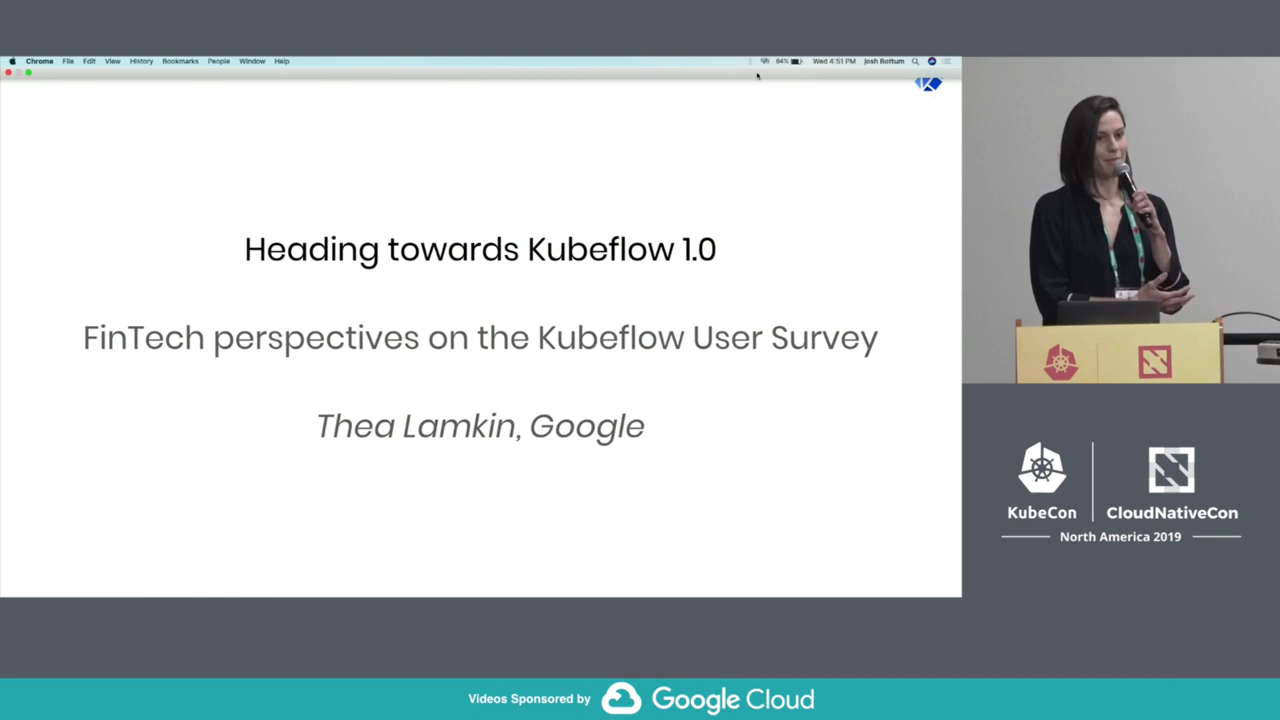 Chrome File Edit View History Bookmarks People Window Help
84% Wed 4:51 PM Josh Bottum
K
Heading towards Kubeflow 1.0
FinTech perspectives on the Kubeflow User Survey
Thea Lamkin, Google
KubeCon CloudNativeCon
North America 2019
Videos Sponsored by Google Cloud